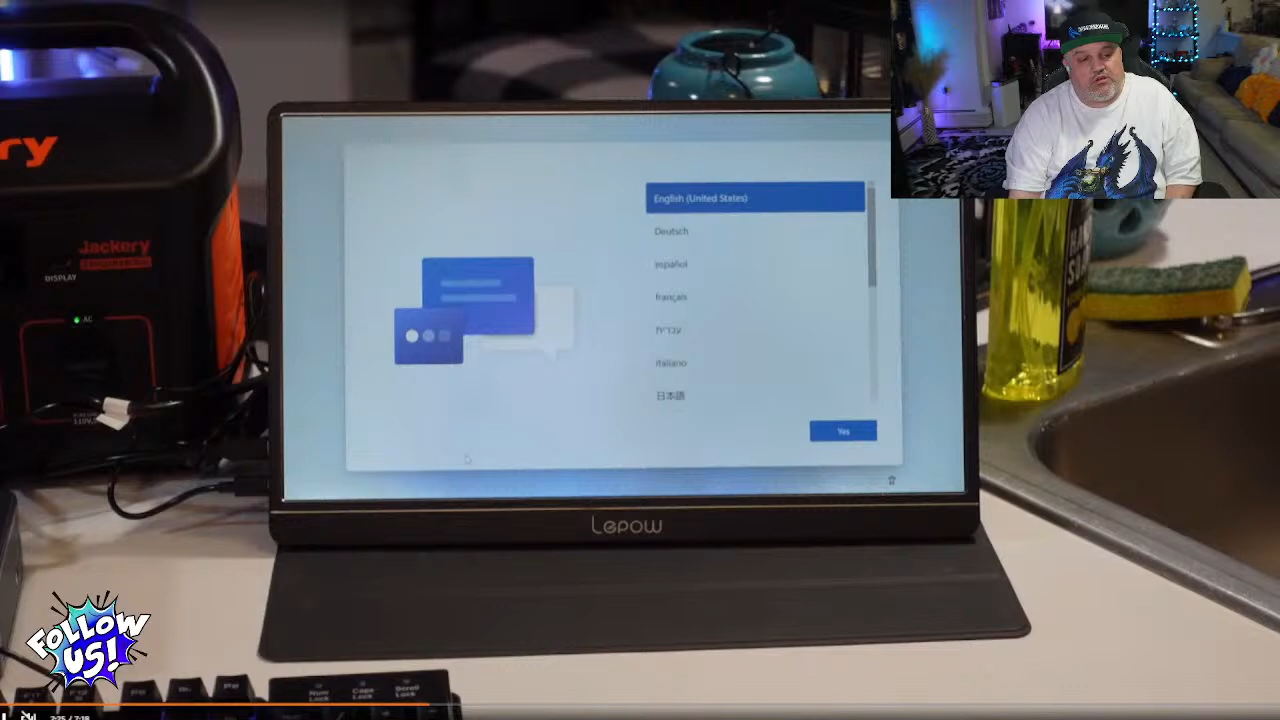 ry
Jackery
DISPLAY
AC
English (United States)
Deutsch
español
français
עברית
italiano
日本語
Yes
Lepow
FOLLOW
US!
Num
Lock
Caps
Lock
Scroll
Lock